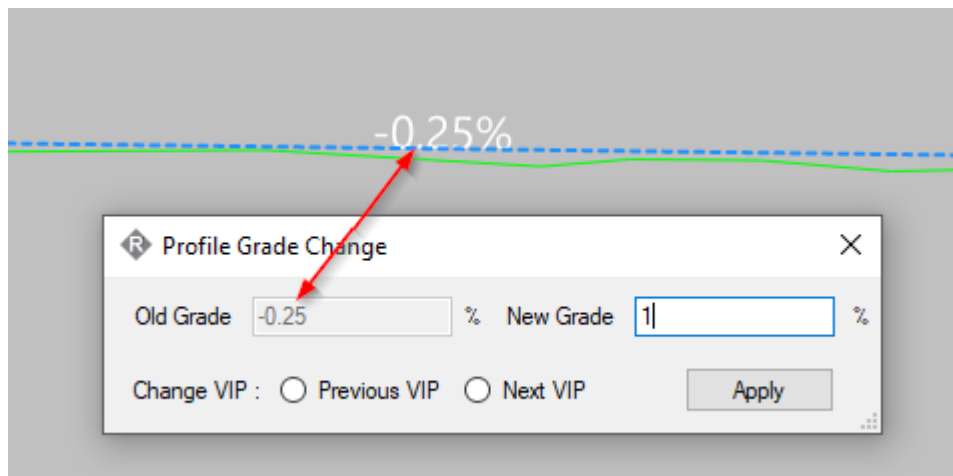 -0.25%
R Profile Grade Change
Old Grade -0.25 % New Grade 1 %
Change VIP : Previous VIP Next VIP Apply